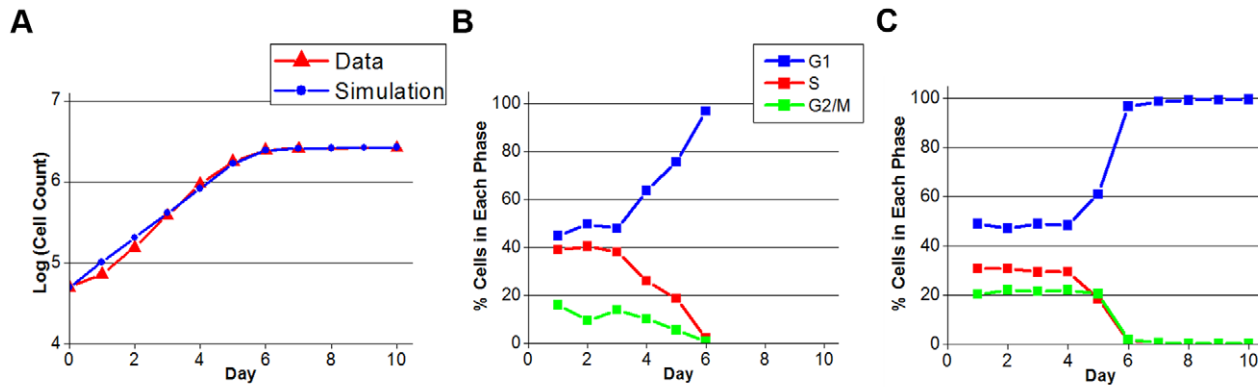 A
Data
Simulation
Log (Cell Count)
7
6
5
4
0 2 4 6 8 10
Day
B
G1
S
G2/M
% Cells in Each Phase
100
80
60
40
20
0
0 2 4 6 8 10
Day
C
% Cells in Each Phase
100
80
60
40
20
0
0 2 4 6 8 10
Day